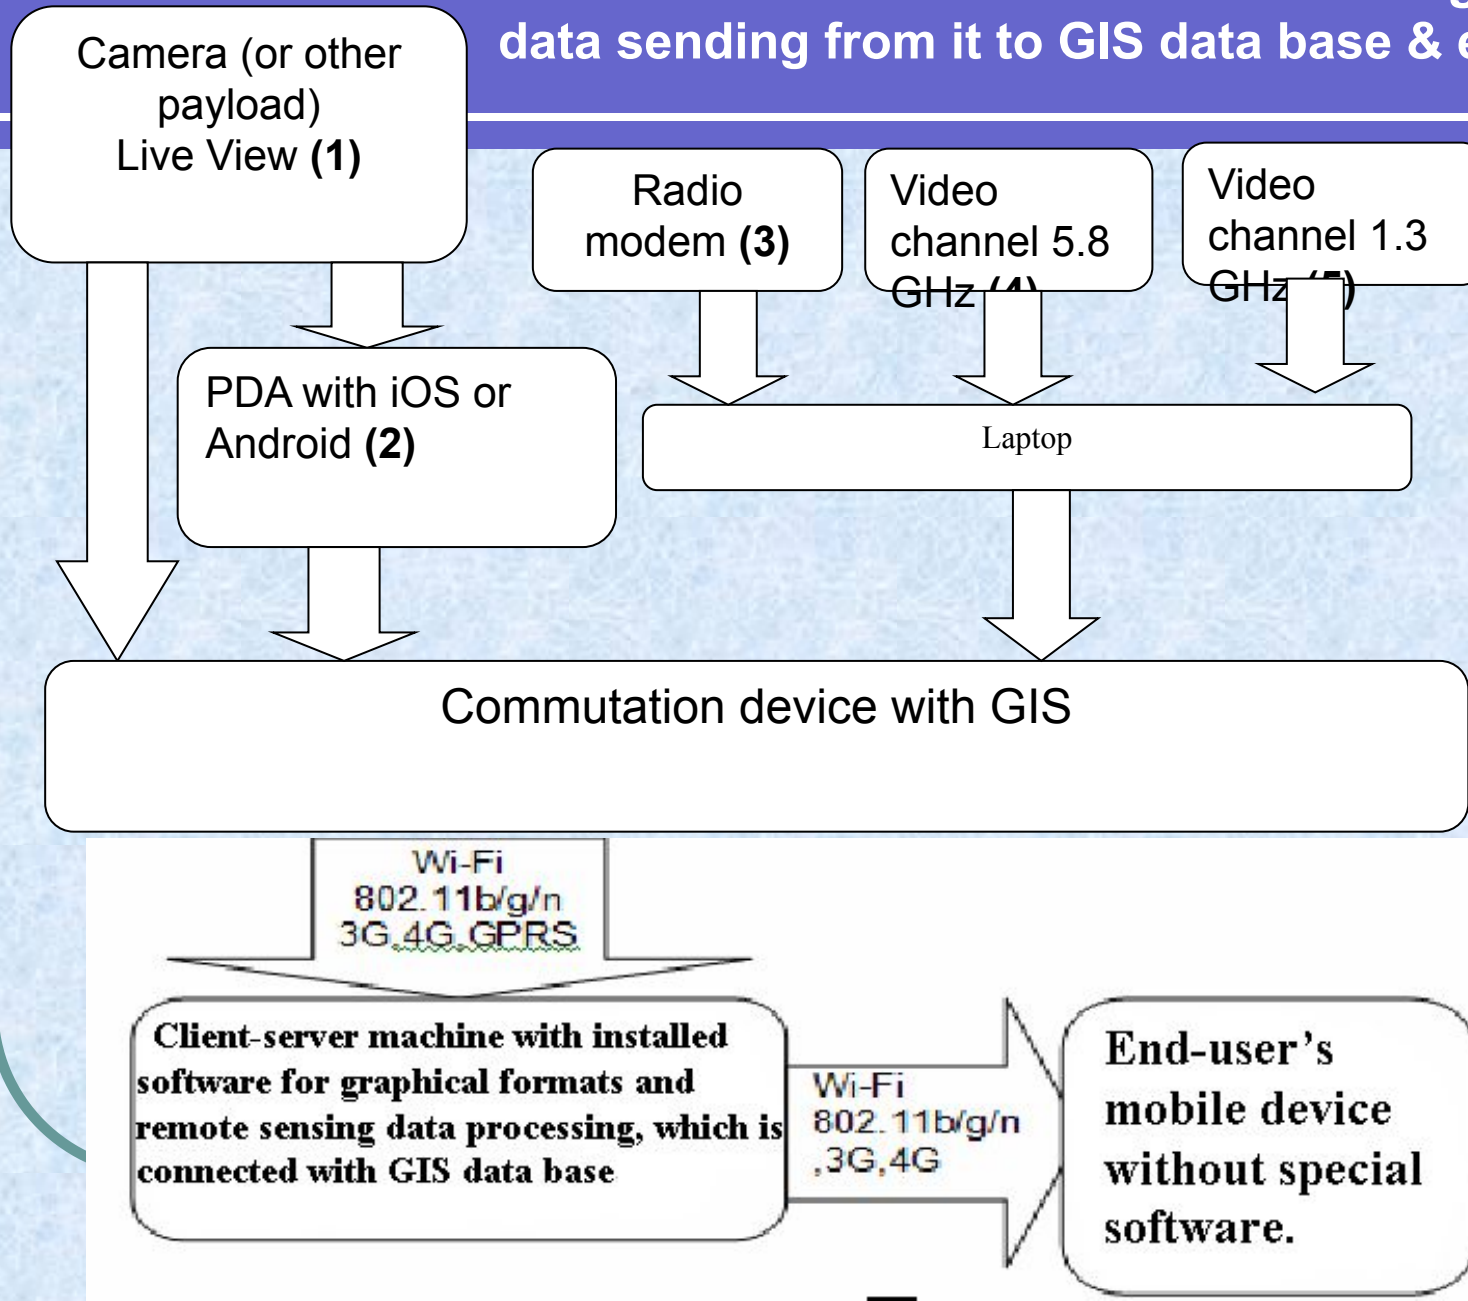 data sending from it to GIS data base &
Camera (or other
payload)
Live View (1)
Radio
modem (3)
Video
channel 5.8
GHz (4)
Video
channel 1.3
GHz (5)
PDA with iOS or
Android (2)
Laptop
Commutation device with GIS
Wi-Fi
802.11b/g/n
3G,4G,GPRS
Client-server machine with installed
software for graphical formats and
remote sensing data processing, which is
connected with GIS data base
Wi-Fi
802.11b/g/n
,3G,4G
End-user’s
mobile device
without special
software.